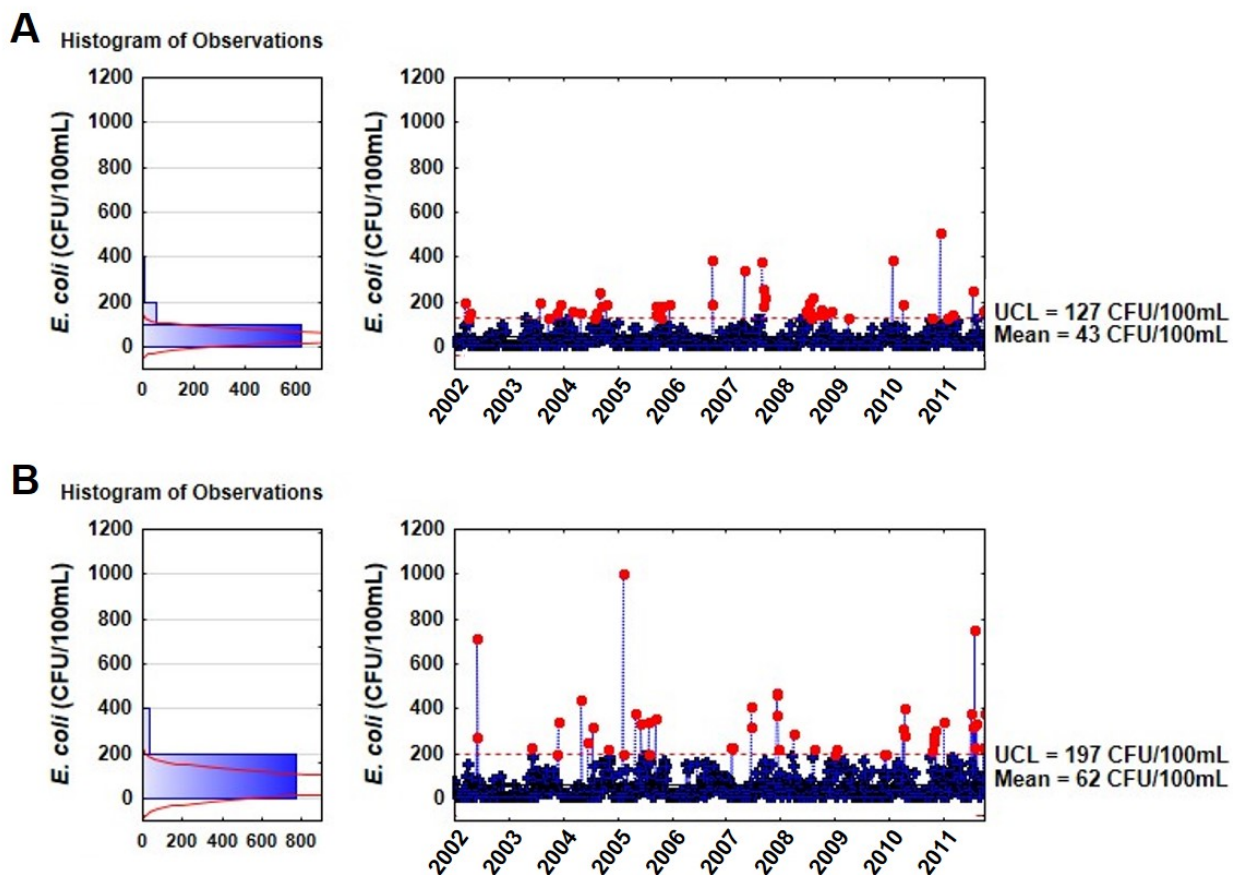 A
Histogram of Observations
E. coli (CFU/100mL)
1200
1000
800
600
400
200
0
0 200 400 600
E. coli (CFU/100mL)
1200
1000
800
600
400
200
0
2002 2003 2004 2005 2006 2007 2008 2009 2010 2011
UCL = 127 CFU/100mL
Mean = 43 CFU/100mL
B
Histogram of Observations
E. coli (CFU/100mL)
1200
1000
800
600
400
200
0
0 200 400 600 800
E. coli (CFU/100mL)
1200
1000
800
600
400
200
0
2002 2003 2004 2005 2006 2007 2008 2009 2010 2011
UCL = 197 CFU/100mL
Mean = 62 CFU/100mL